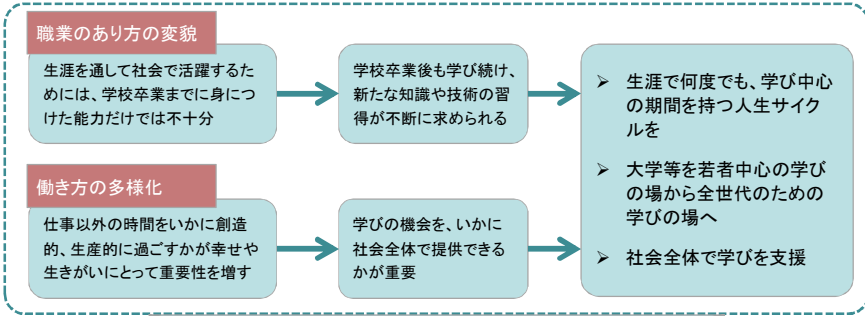 職業のあり方の変貌
生涯を通して社会で活躍するた
めには、学校卒業までに身につ
けた能力だけでは不十分
学校卒業後も学び続け、
新たな知識や技術の習
得が不断に求められる
働き方の多様化
仕事以外の時間をいかに創造
的、生産的に過ごすかが幸せや
生きがいにとって重要性を増す
学びの機会を、いかに
社会全体で提供できる
かが重要
➢ 生涯で何度でも、学び中心
の期間を持つ人生サイク
ルを
➢ 大学等を若者中心の学び
の場から全世代のための
学びの場へ
➢ 社会全体で学びを支援